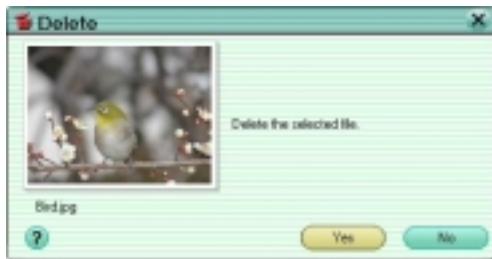 Delete
Delete the selected file.
Bird.jpg
?
Yes
No